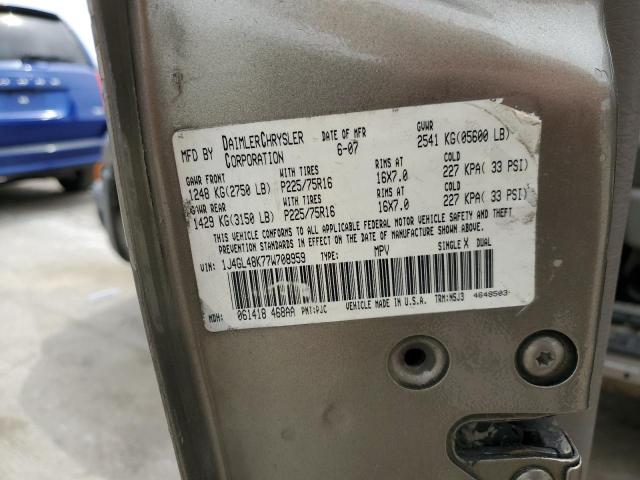 MFD BY DAIMLERCHRYSLER CORPORATION DATE OF MFR 6-07 GVWR 2541 KG(05600 LB)
GAWR FRONT WITH TIRES RIMS AT COLD
1248 KG(2750 LB) P225/75R16 16X7.0 227 KPA( 33 PSI)
GWR REAR WITH TIRES RIMS AT COLD
1429 KG(3150 LB) P225/75R16 16X7.0 227 KPA( 33 PSI)
THIS VEHICLE CONFORMS TO ALL APPLICABLE FEDERAL MOTOR VEHICLE SAFETY AND THEFT
PREVENTION STANDARDS IN EFFECT ON THE DATE OF MANUFACTURE SHOWN ABOVE.
VIN: 1J4GL48K77W708959 TYPE: MPV SINGLE X DUAL
MDH: 061418 468AA PNT:PJC VEHICLE MADE IN U.S.A. TRM:N5J3 4648503